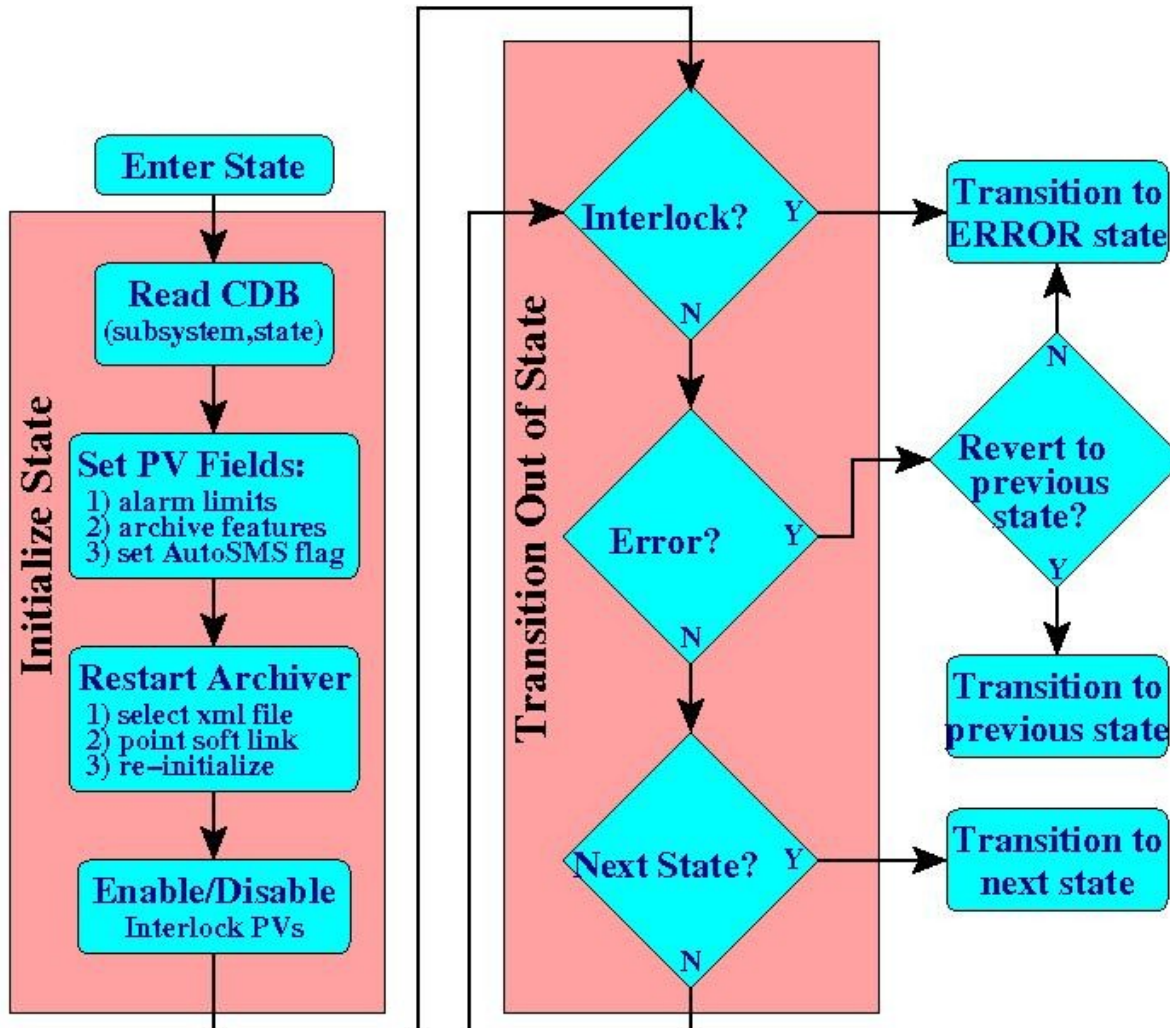 Enter State
Initialize State
Read CDB
(subsystem,state)
Set PV Fields:
1) alarm limits
2) archive features
3) set AutoSMS flag
Restart Archiver
1) select xml file
2) point soft link
3) re-initialize
Enable/Disable
Interlock PVs
Transition Out of State
Interlock?
Y
N
Error?
Y
N
Next State?
Y
N
Transition to
ERROR state
N
Revert to
previous
state?
Y
Transition to
previous state
Transition to
next state